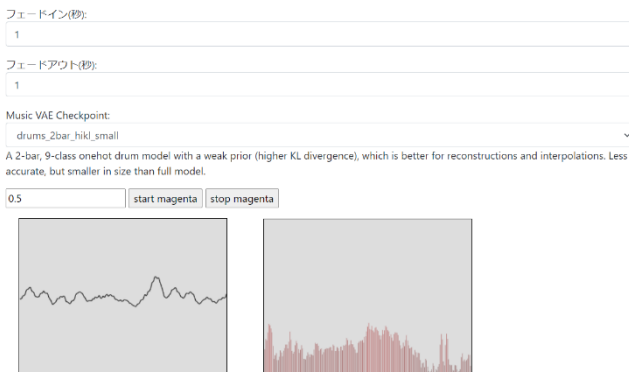 フェードイン(秒):
1
フェードアウト(秒):
1
Music VAE Checkpoint:
drums_2bar_hikl_small
A 2-bar, 9-class onehot drum model with a weak prior (higher KL divergence), which is better for reconstructions and interpolations. Less
accurate, but smaller in size than full model.
0.5 start magenta stop magenta